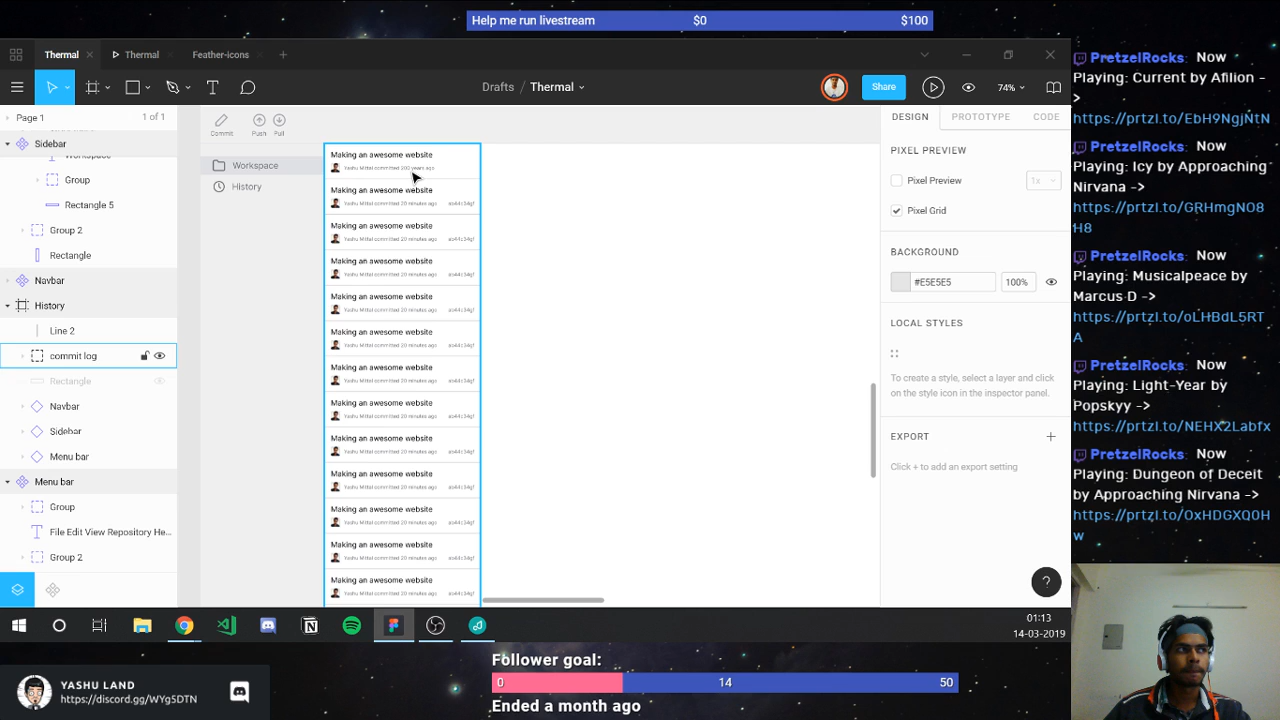 Help me run livestream $0 $100
Thermal Thermal Feather-icons
Drafts / Thermal Share 74%
Page 1 1 of 1
Sidebar
Workspace
Group
Rectangle 5
Group 2
Rectangle
Navbar
History
Line 2
commit log
Rectangle
Navbar
Sidebar
Menu bar
Menu bar
Group
File Edit View Repository He...
Group 2
Commit Push Pull
Workspace
History
Making an awesome website
Yashu Mittal committed 200 years ago
Making an awesome website
Yashu Mittal committed 20 minutes ago
Making an awesome website
Yashu Mittal committed 20 minutes ago
Making an awesome website
Yashu Mittal committed 20 minutes ago
Making an awesome website
Yashu Mittal committed 20 minutes ago
Making an awesome website
Yashu Mittal committed 20 minutes ago
Making an awesome website
Yashu Mittal committed 20 minutes ago
Making an awesome website
Yashu Mittal committed 20 minutes ago
Making an awesome website
Yashu Mittal committed 20 minutes ago
Making an awesome website
Yashu Mittal committed 20 minutes ago
Making an awesome website
Yashu Mittal committed 20 minutes ago
Making an awesome website
Yashu Mittal committed 20 minutes ago
Making an awesome website
Yashu Mittal committed 20 minutes ago
DESIGN PROTOTYPE CODE
PIXEL PREVIEW
Pixel Preview 1x
Pixel Grid
BACKGROUND
#E5E5E5 100%
LOCAL STYLES
To create a style, select a layer and click
on the style icon in the inspector panel.
EXPORT
Click + to add an export setting
?
PretzelRocks: Now
Playing: Current by Afilion -
>
https://prtzl.to/EbH9NgjNtN
PretzelRocks: Now
Playing: Icy by Approaching
Nirvana ->
https://prtzl.to/GRHmgNO8
H8
PretzelRocks: Now
Playing: Musicalpeace by
Marcus D ->
https://prtzl.to/oLHBdL5RT
A
PretzelRocks: Now
Playing: Light-Year by
Popskyy ->
https://prtzl.to/NEHX2Labfx
PretzelRocks: Now
Playing: Dungeon of Deceit
by Approaching Nirvana ->
https://prtzl.to/OxHDGXQ0H
w
01:13
14-03-2019
YASHU LAND
https://discord.gg/WYg5DTN
Follower goal:
0 14 50
Ended a month ago